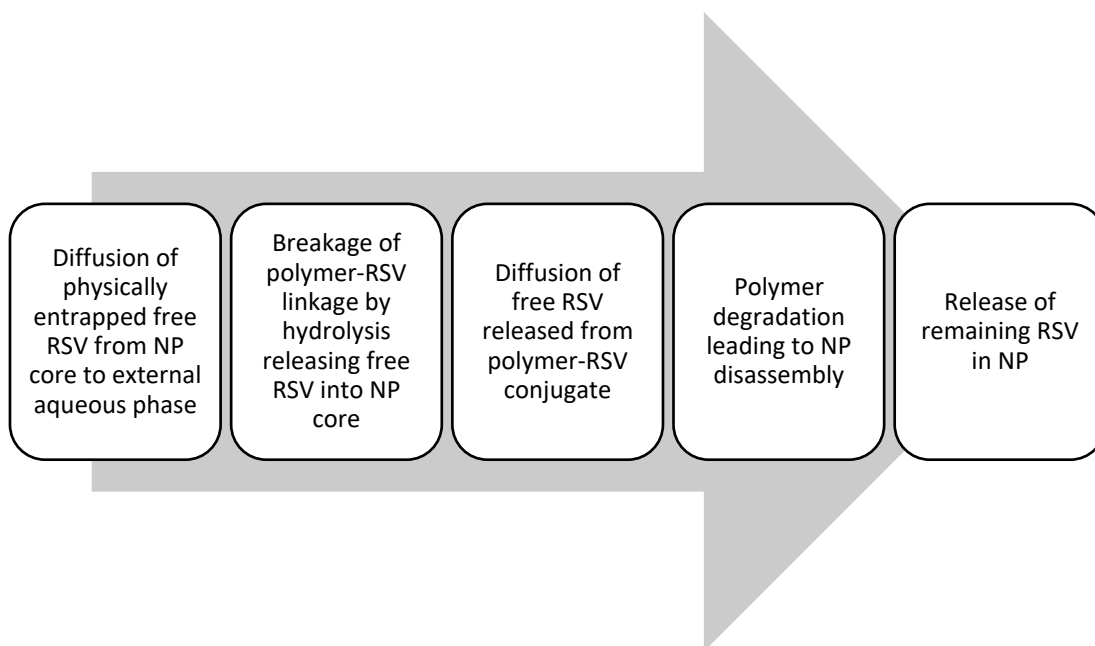 Diffusion of
physically
entrapped free
RSV from NP
core to external
aqueous phase
Breakage of
polymer-RSV
linkage by
hydrolysis
releasing free
RSV into NP
core
Diffusion of
free RSV
released from
polymer-RSV
conjugate
Polymer
degradation
leading to NP
disassembly
Release of
remaining RSV
in NP